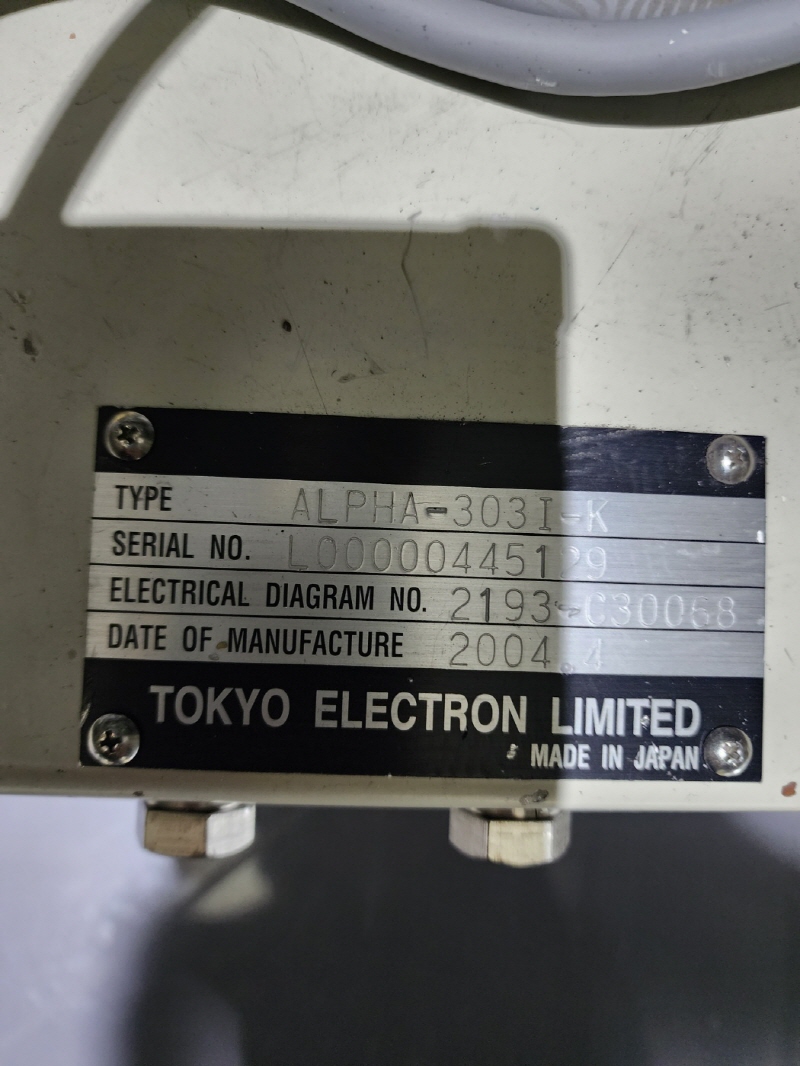 TYPE ALPHA-303I-K
SERIAL NO. L00000445129
ELECTRICAL DIAGRAM NO. 2193-C30068
DATE OF MANUFACTURE 2004.4
TOKYO ELECTRON LIMITED
MADE IN JAPAN